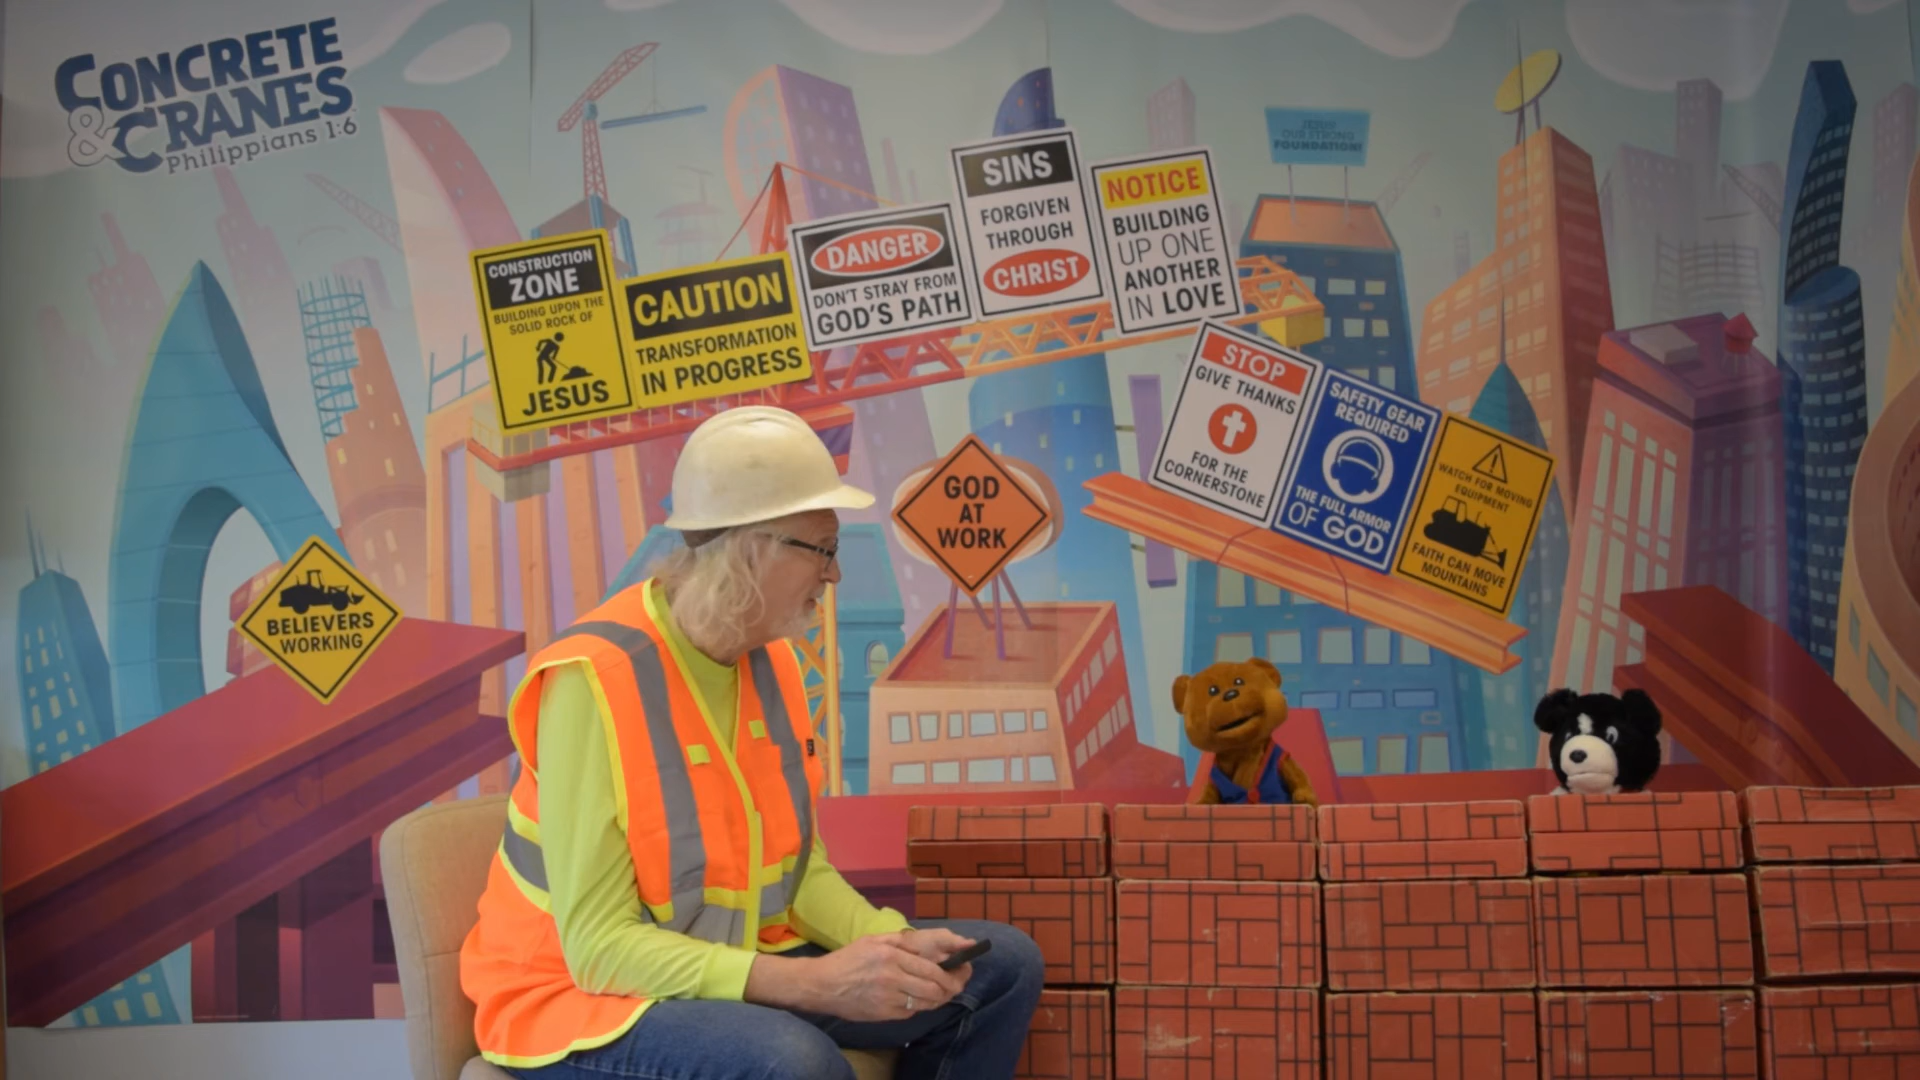 CONCRETE
& CRANES
Philippians 1:6
CONSTRUCTION
ZONE
BUILDING UPON THE
SOLID ROCK OF
JESUS
CAUTION
TRANSFORMATION
IN PROGRESS
DANGER
DON'T STRAY FROM
GOD'S PATH
SINS
FORGIVEN
THROUGH
CHRIST
NOTICE
BUILDING
UP ONE
ANOTHER
IN LOVE
JESUS:
OUR STRONG
FOUNDATION!
STOP
GIVE THANKS
FOR THE
CORNERSTONE
SAFETY GEAR
REQUIRED
THE FULL ARMOR
OF GOD
WATCH FOR MOVING
EQUIPMENT
FAITH CAN MOVE
MOUNTAINS
GOD
AT
WORK
BELIEVERS
WORKING